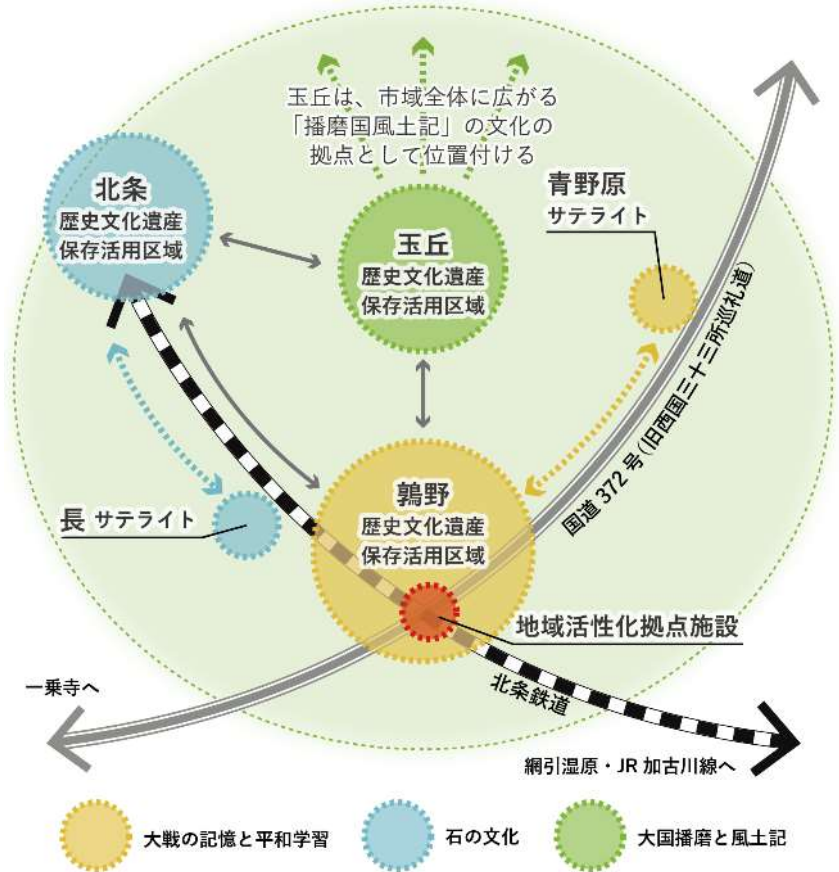 玉丘は、市域全体に広がる
「播磨国風土記」の文化の
拠点として位置付ける
北条
歴史文化遺産
保存活用区域
玉丘
歴史文化遺産
保存活用区域
青野原
サテライト
国道 372 号(旧西国三十三所巡礼道)
長 サテライト
鶉野
歴史文化遺産
保存活用区域
地域活性化拠点施設
一乗寺へ
北条鉄道
網引湿原・JR 加古川線へ
大戦の記憶と平和学習
石の文化
大国播磨と風土記